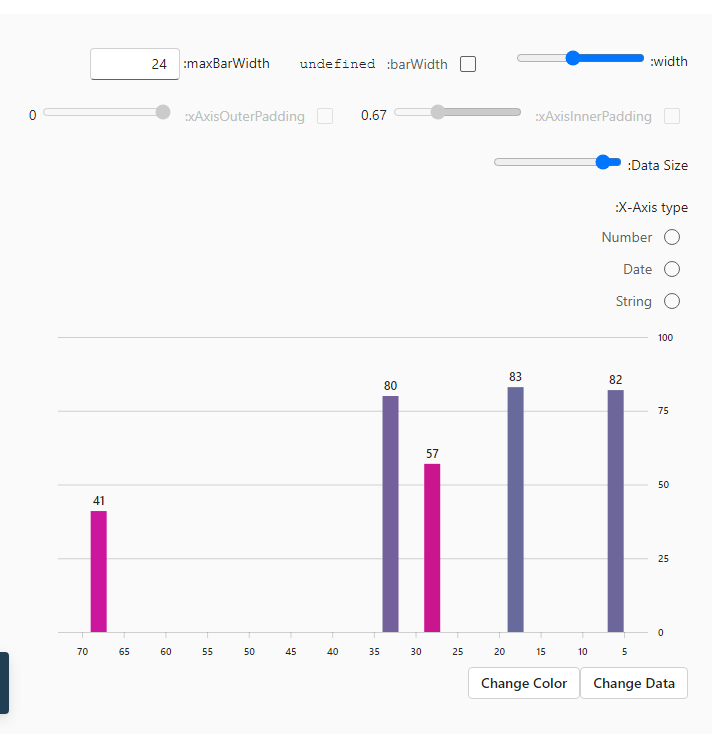 :width
undefined :barWidth
24 :maxBarWidth
:xAxisInnerPadding
0.67
:xAxisOuterPadding
0
:Data Size
:X-Axis type
Number
Date
String
100
75
50
25
0
41
80
57
83
82
70 65 60 55 50 45 40 35 30 25 20 15 10 5
Change Color Change Data